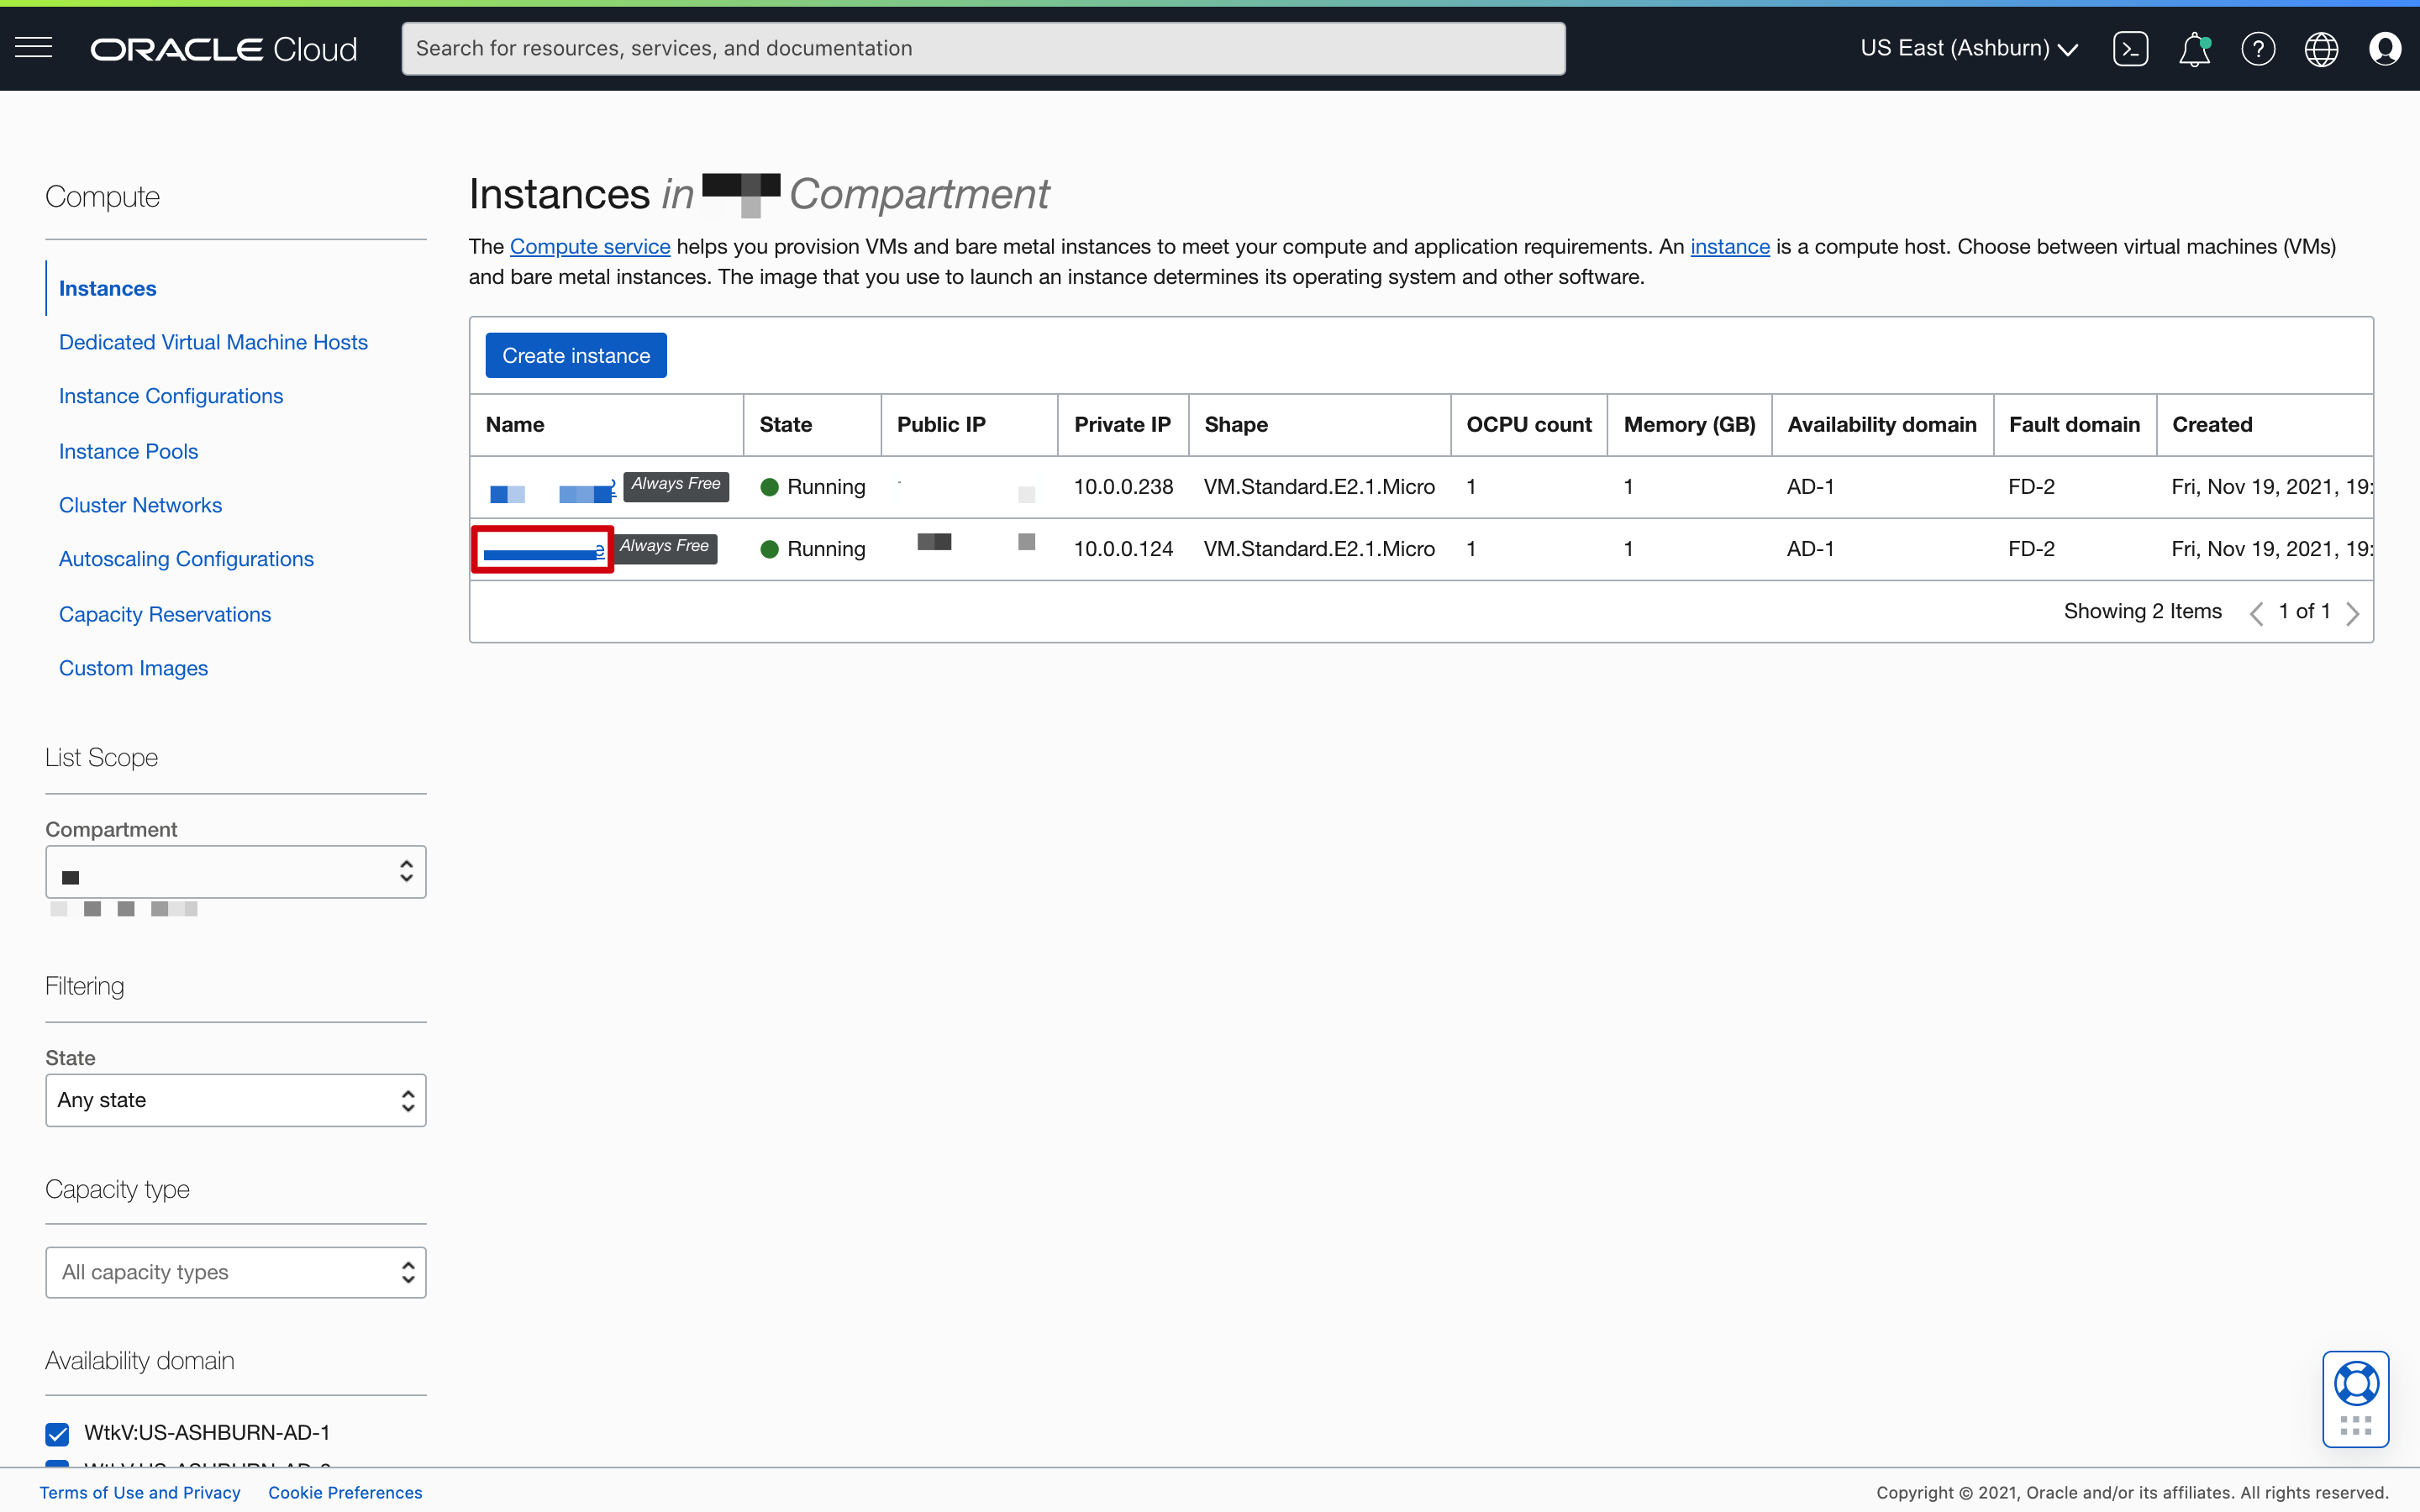 ORACLE Cloud
Search for resources, services, and documentation
US East (Ashburn)
Compute
Instances
Dedicated Virtual Machine Hosts
Instance Configurations
Instance Pools
Cluster Networks
Autoscaling Configurations
Capacity Reservations
Custom Images
List Scope
Compartment
Filtering
State
Any state
Capacity type
All capacity types
Availability domain
WtkV:US-ASHBURN-AD-1
Instances in Compartment
The Compute service helps you provision VMs and bare metal instances to meet your compute and application requirements. An instance is a compute host. Choose between virtual machines (VMs)
and bare metal instances. The image that you use to launch an instance determines its operating system and other software.
Create instance
Name State Public IP Private IP Shape OCPU count Memory (GB) Availability domain Fault domain Created
Always Free Running 10.0.0.238 VM.Standard.E2.1.Micro 1 1 AD-1 FD-2 Fri, Nov 19, 2021, 19:
Always Free Running 10.0.0.124 VM.Standard.E2.1.Micro 1 1 AD-1 FD-2 Fri, Nov 19, 2021, 19:
Showing 2 Items 1 of 1
Terms of Use and Privacy Cookie Preferences
Copyright © 2021, Oracle and/or its affiliates. All rights reserved.